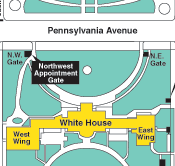 Pennsylvania Avenue
N.W.
Gate
Northwest
Appointment
Gate
N.E.
Gate
White House
West
Wing
East
Wing